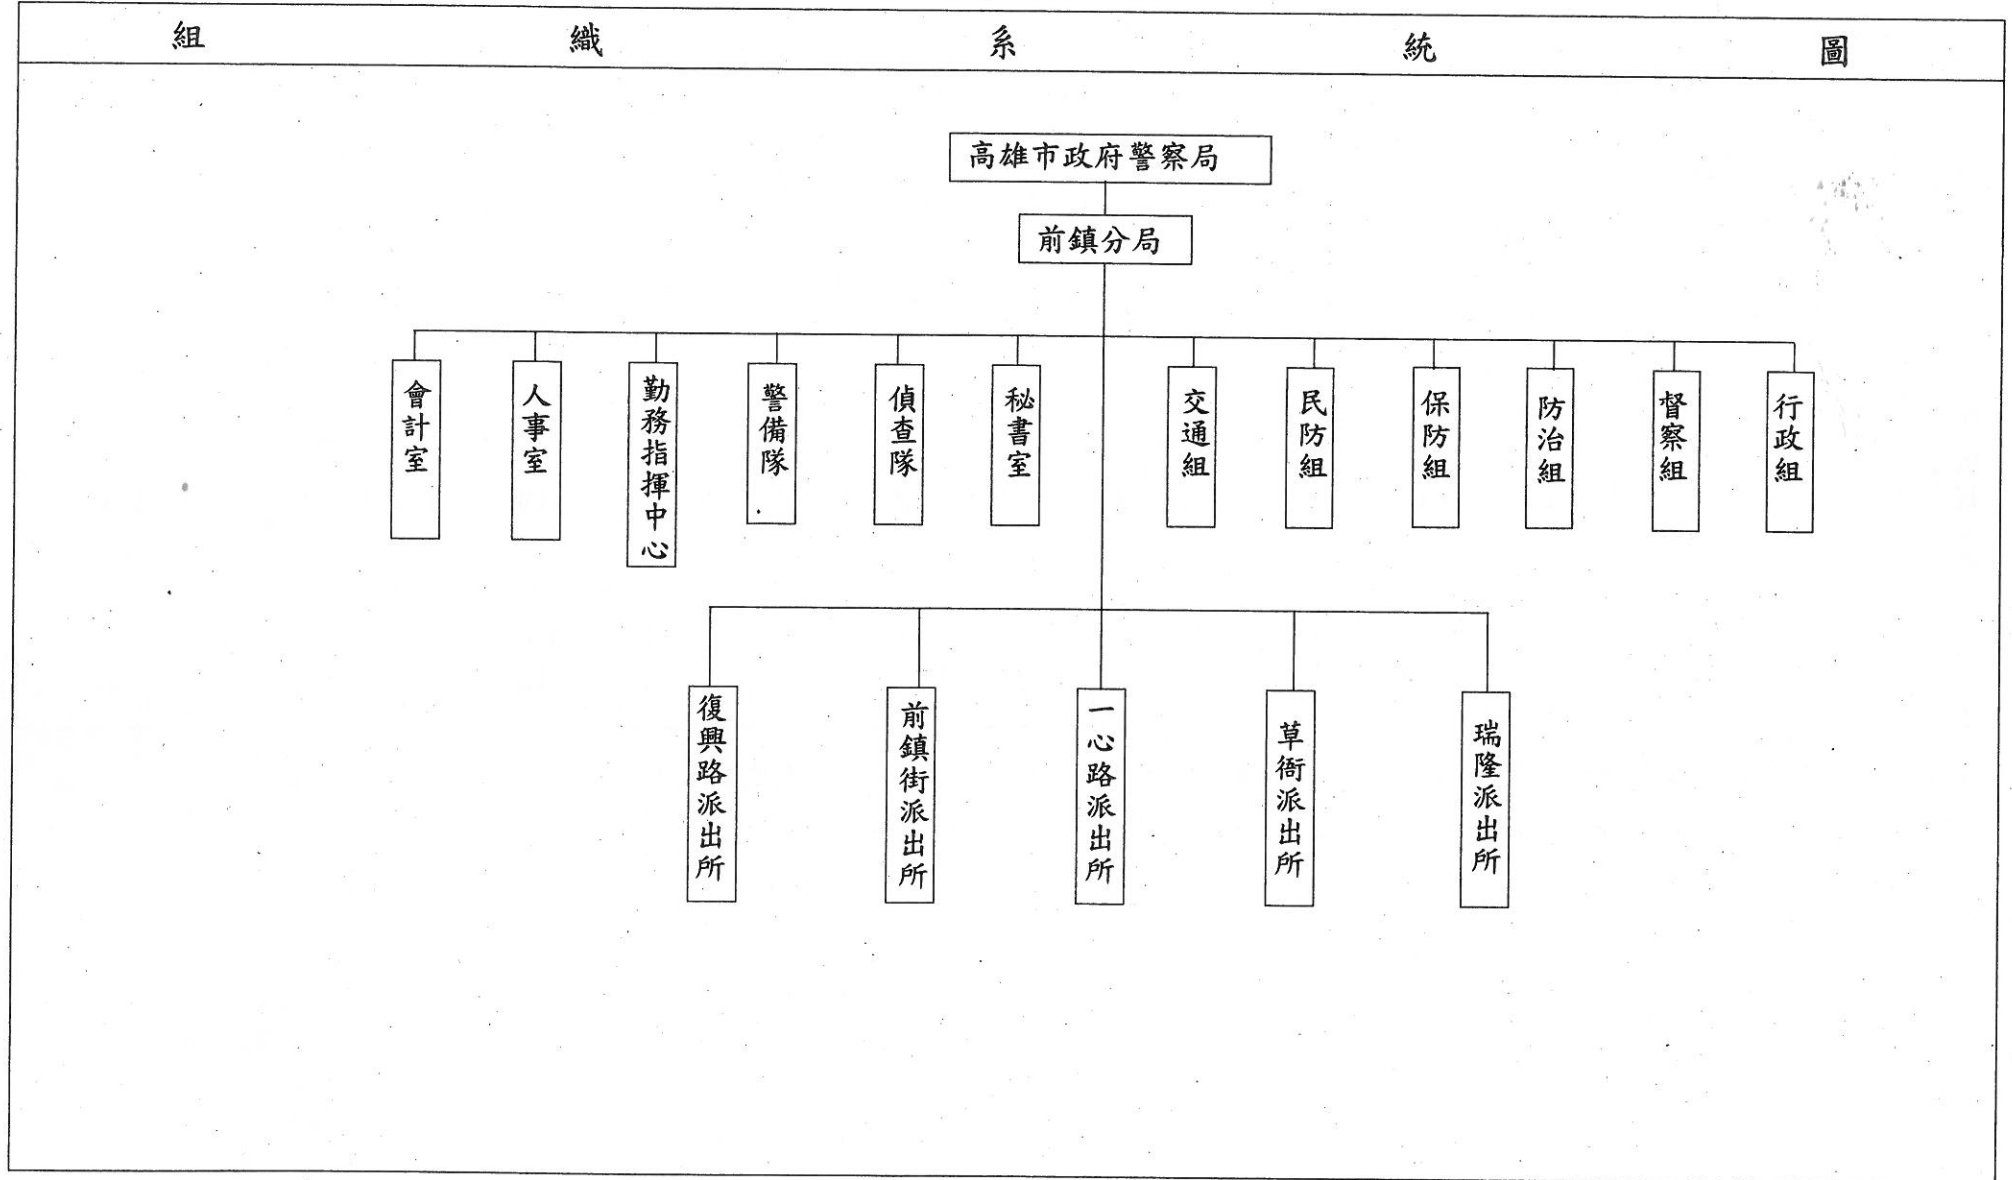 組織系統圖
高雄市政府警察局
前鎮分局
會計室
人事室
勤務指揮中心
警備隊
偵查隊
秘書室
交通組
民防組
保防組
防治組
督察組
行政組
復興路派出所
前鎮街派出所
一心路派出所
草衙派出所
瑞隆派出所